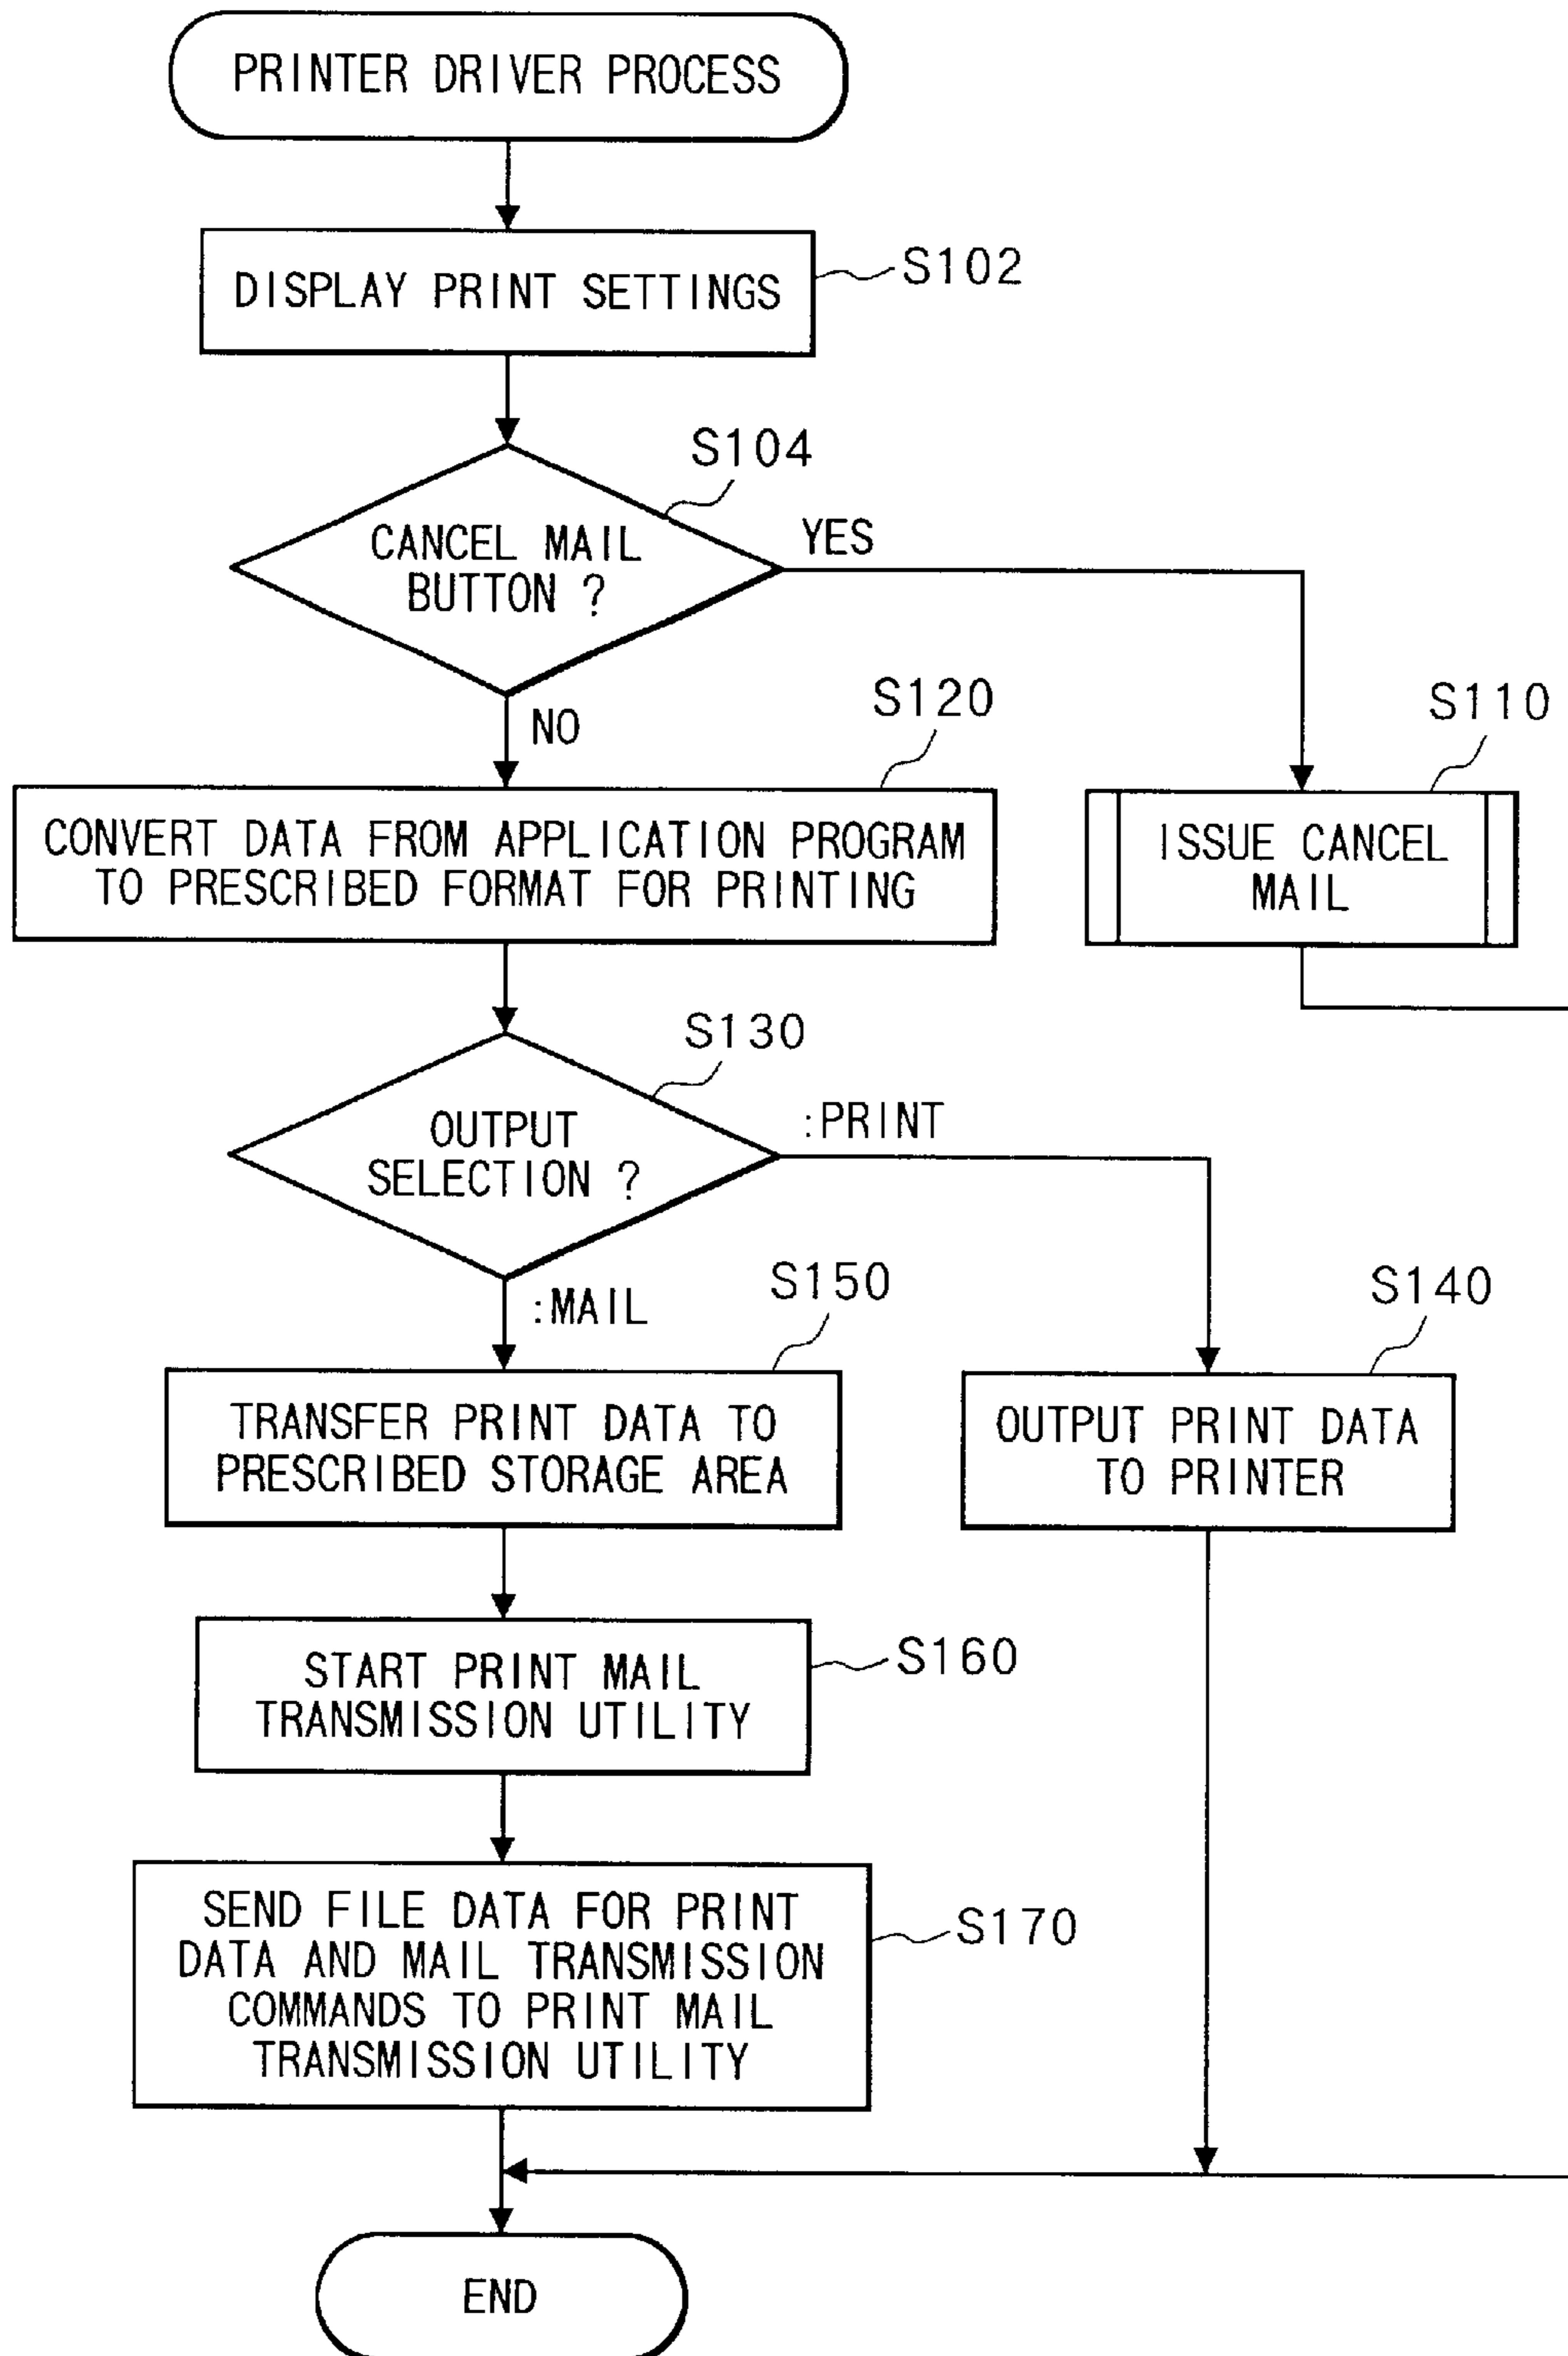 PRINTER DRIVER PROCESS
DISPLAY PRINT SETTINGS
S102
S104
CANCEL MAIL
BUTTON ?
YES
NO
S120
CONVERT DATA FROM APPLICATION PROGRAM
TO PRESCRIBED FORMAT FOR PRINTING
S110
ISSUE CANCEL
MAIL
S130
OUTPUT
SELECTION ?
:PRINT
:MAIL
S150
TRANSFER PRINT DATA TO
PRESCRIBED STORAGE AREA
S140
OUTPUT PRINT DATA
TO PRINTER
START PRINT MAIL
TRANSMISSION UTILITY
S160
SEND FILE DATA FOR PRINT
DATA AND MAIL TRANSMISSION
COMMANDS TO PRINT MAIL
TRANSMISSION UTILITY
S170
END